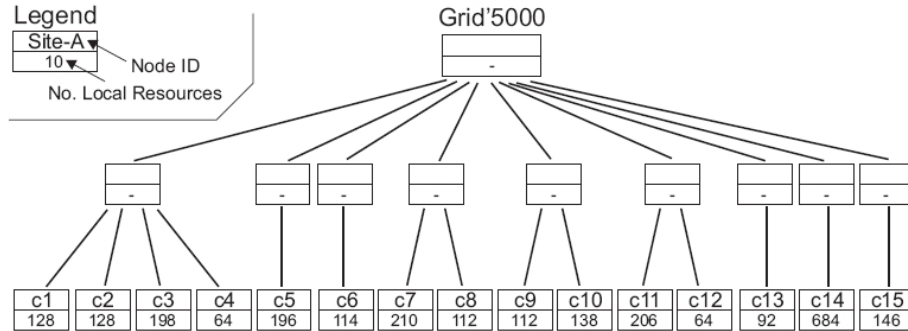 Legend
Site-A
10
Node ID
No. Local Resources
Grid'5000
-
- - - - - - - - -
c1 c2 c3 c4 c5 c6 c7 c8 c9 c10 c11 c12 c13 c14 c15
128 128 198 64 196 114 210 112 112 138 206 64 92 684 146